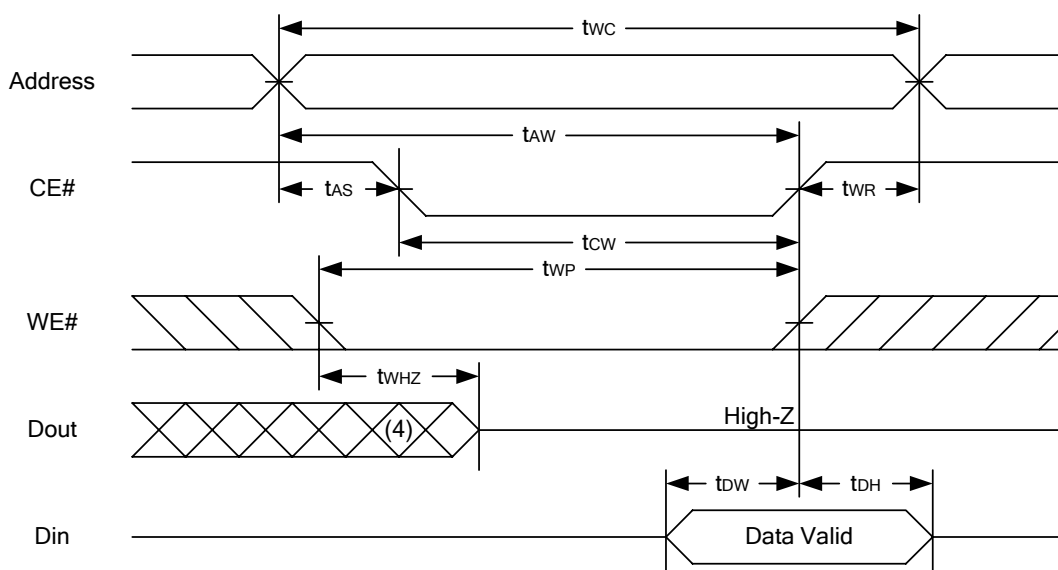 tWC
Address
tAW
CE#
tAS
tWR
tCW
tWP
WE#
tWHZ
Dout
(4)
High-Z
tDW
tDH
Din
Data Valid